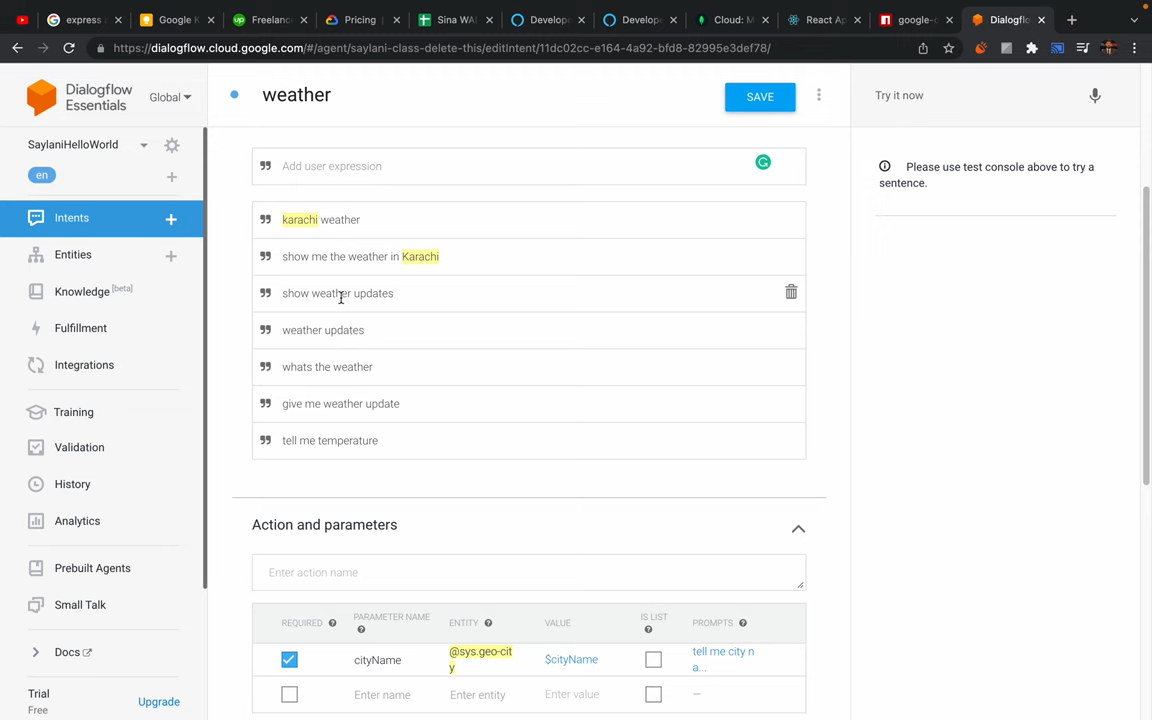 express a
Google K
Freelance
Pricing
Sina WA
Develope
Develope
Cloud: M
React Ap
google-c
Dialogflo
https://dialogflow.cloud.google.com/#/agent/saylani-class-delete-this/editIntent/11dc02cc-e164-4a92-bfd8-82995e3def78/
Dialogflow
Essentials
Global
weather
SAVE
Try it now
SaylaniHelloWorld
en
Please use test console above to try a
sentence.
Intents
Entities
Knowledge [beta]
Fulfillment
Integrations
Training
Validation
History
Analytics
Prebuilt Agents
Small Talk
Docs
Trial
Free
Upgrade
Add user expression
karachi weather
show me the weather in Karachi
show weather updates
weather updates
whats the weather
give me weather update
tell me temperature
Action and parameters
Enter action name
REQUIRED
PARAMETER NAME
ENTITY
VALUE
IS LIST
PROMPTS
cityName
@sys.geo-cit
y
$cityName
tell me city n
a...
Enter name
Enter entity
Enter value
—